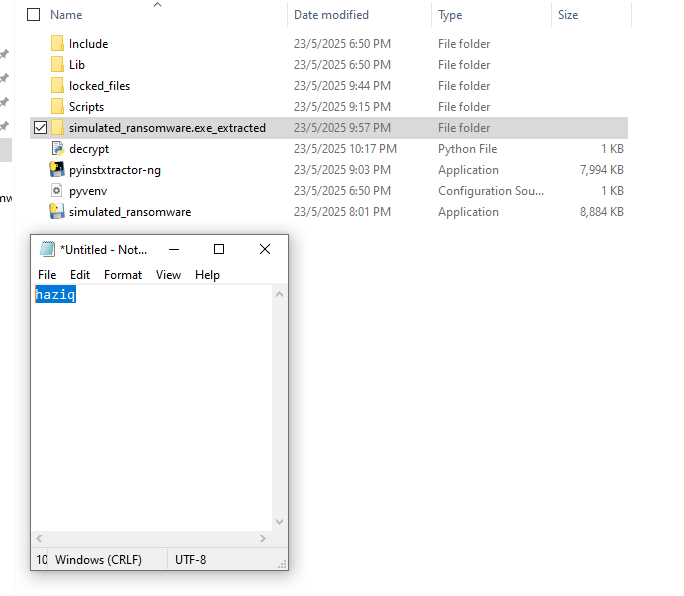 Name Date modified Type Size
Include 23/5/2025 6:50 PM File folder
Lib 23/5/2025 6:50 PM File folder
locked_files 23/5/2025 9:44 PM File folder
Scripts 23/5/2025 9:15 PM File folder
simulated_ransomware.exe_extracted 23/5/2025 9:57 PM File folder
decrypt 23/5/2025 10:17 PM Python File 1 KB
pyinstxtractor-ng 23/5/2025 9:03 PM Application 7,994 KB
pyvenv 23/5/2025 6:50 PM Configuration Sou... 1 KB
simulated_ransomware 23/5/2025 8:01 PM Application 8,884 KB
*Untitled - Not...
File Edit Format View Help
haziq
10 Windows (CRLF) UTF-8